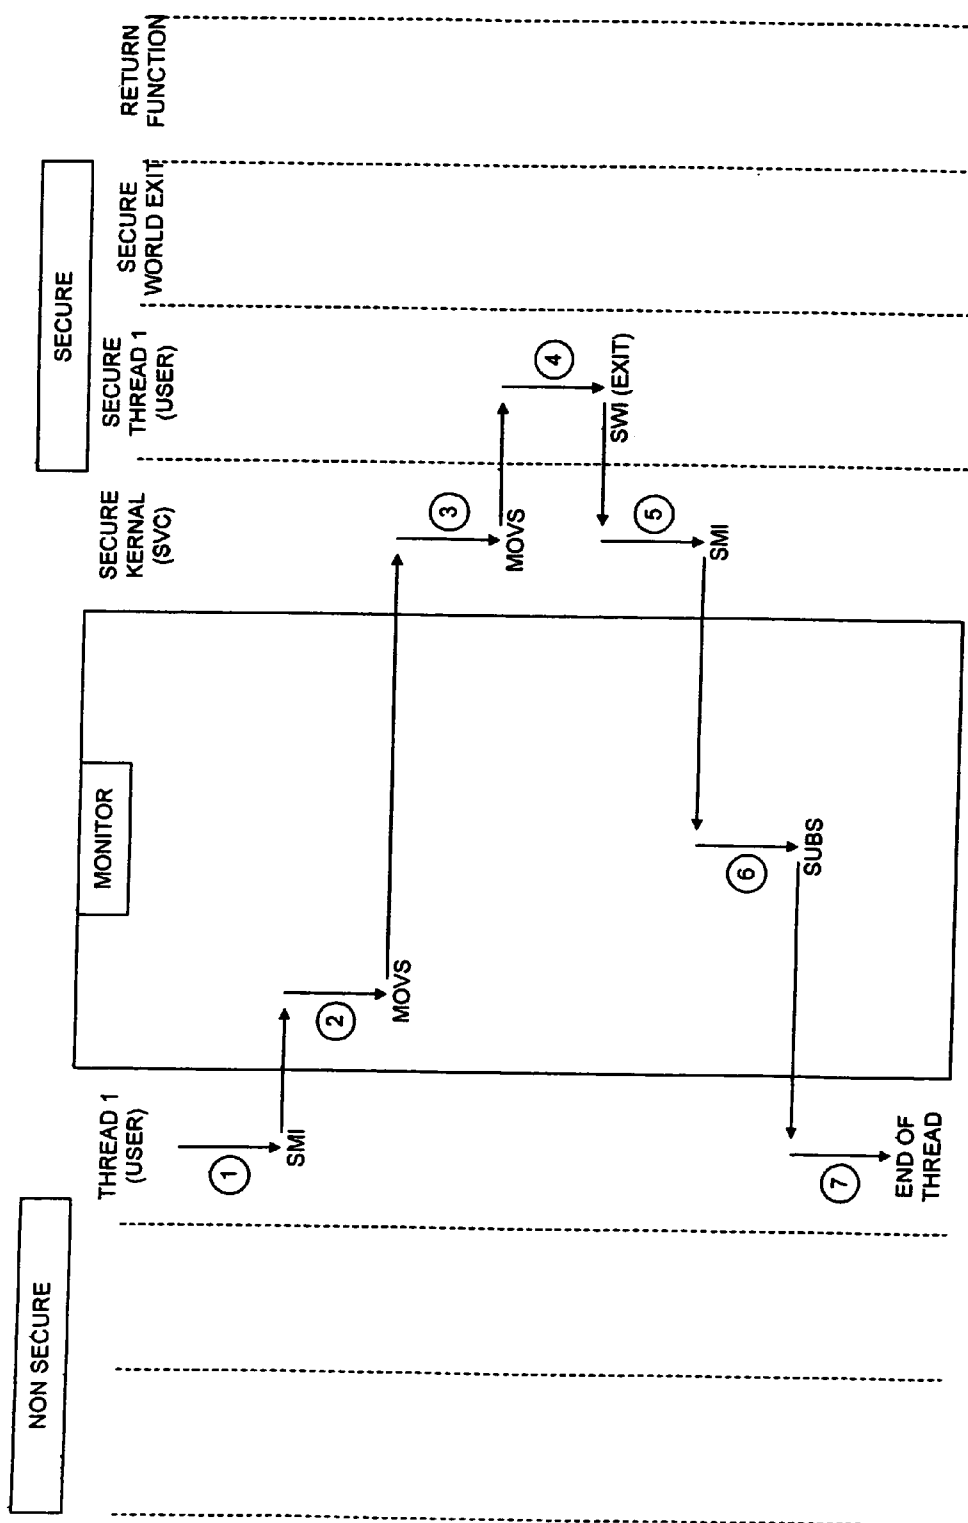 NON SECURE
MONITOR
SECURE
THREAD 1
(USER)
SECURE
KERNAL
(SVC)
SECURE
THREAD 1
(USER)
SECURE
WORLD EXIT
RETURN
FUNCTION
1
SMI
2
MOVS
3
MOVS
4
SWI (EXIT)
5
SMI
6
SUBS
7
END OF
THREAD